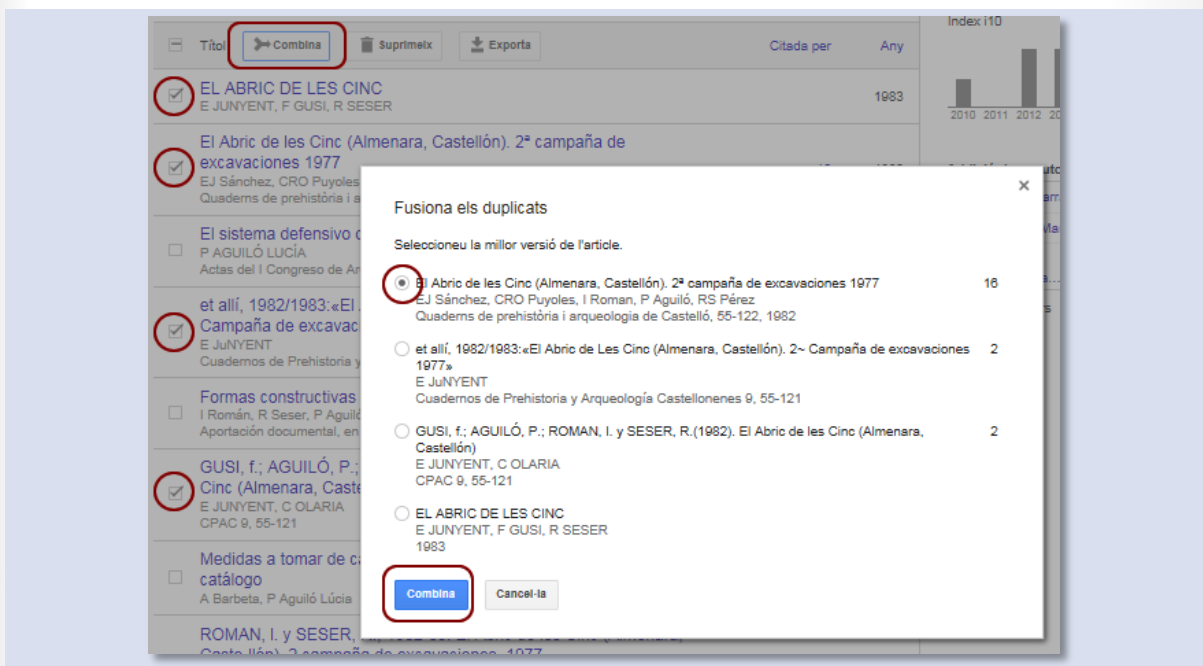 Index i10
Títol Combina Suprimeix Exporta Citada per Any
2010 2011 2012
EL ABRIC DE LES CINC
E JUNYENT, F GUSI, R SESER
1983
El Abric de les Cinc (Almenara, Castellón). 2ª campaña de
excavaciones 1977
EJ Sánchez, CRO Puyoles
Quaderns de prehistòria i a
El sistema defensivo
P AGUILÓ LUCÍA
Actas del I Congreso de Ar
et allí, 1982/1983:«El
Campaña de excavac
E JuNYENT
Cuadernos de Prehistoria y
Formas constructivas
I Román, R Seser, P Aguiló
Aportación documental, en
GUSI, f.; AGUILÓ, P.;
Cinc (Almenara, Caste
E JUNYENT, C OLARIA
CPAC 9, 55-121
Medidas a tomar de ca
catálogo
A Barbeta, P Aguiló Lúcia
ROMAN, I. y SESER,
Fusiona els duplicats
×
Seleccioneu la millor versió de l'article.
El Abric de les Cinc (Almenara, Castellón). 2ª campaña de excavaciones 1977 16
EJ Sánchez, CRO Puyoles, I Roman, P Aguiló, RS Pérez
Quaderns de prehistòria i arqueologia de Castelló, 55-122, 1982
et allí, 1982/1983:«El Abric de Les Cinc (Almenara, Castellón). 2~ Campaña de excavaciones 2
1977»
E JuNYENT
Cuadernos de Prehistoria y Arqueología Castellonenes 9, 55-121
GUSI, f.; AGUILÓ, P.; ROMAN, I. y SESER, R.(1982). El Abric de les Cinc (Almenara, 2
Castellón)
E JUNYENT, C OLARIA
CPAC 9, 55-121
EL ABRIC DE LES CINC
E JUNYENT, F GUSI, R SESER
1983
Combina Cancel·la